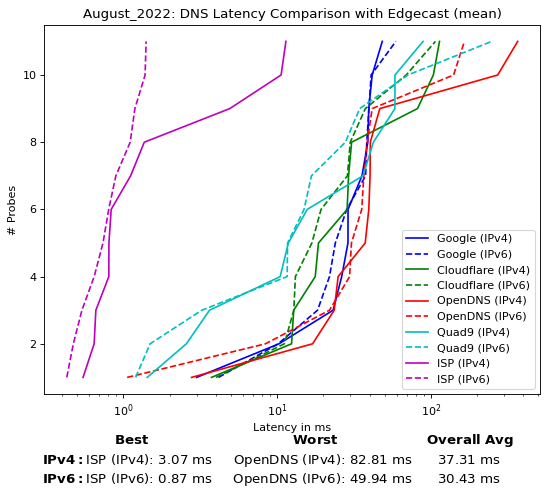 August_2022: DNS Latency Comparison with Edgecast (mean)
# Probes
10
8
6
4
2
Google (IPv4)
Google (IPv6)
Cloudflare (IPv4)
Cloudflare (IPv6)
OpenDNS (IPv4)
OpenDNS (IPv6)
Quad9 (IPv4)
Quad9 (IPv6)
ISP (IPv4)
ISP (IPv6)
10⁰ 10¹ 10²
Latency in ms
Best Worst Overall Avg
IPv4: ISP (IPv4): 3.07 ms OpenDNS (IPv4): 82.81 ms 37.31 ms
IPv6: ISP (IPv6): 0.87 ms OpenDNS (IPv6): 49.94 ms 30.43 ms